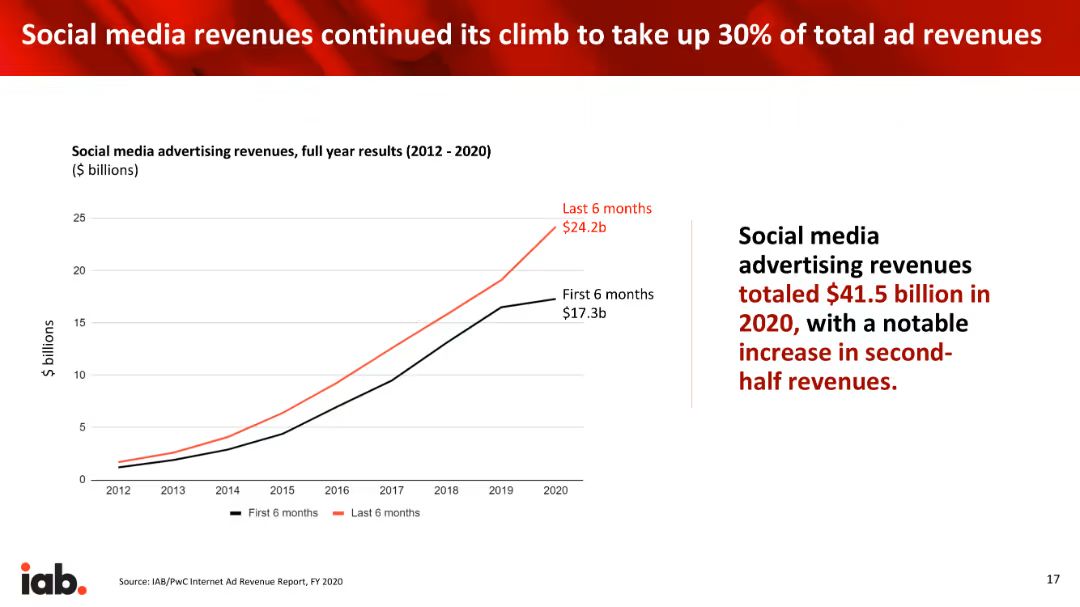 Social media revenues continued its climb to take up 30% of total ad revenues
Social media advertising revenues, full year results (2012 - 2020)
($ billions)
$ billions
25
20
15
10
5
0
2012 2013 2014 2015 2016 2017 2018 2019 2020
Last 6 months
$24.2b
First 6 months
$17.3b
First 6 months Last 6 months
Social media
advertising revenues
totaled $41.5 billion in
2020, with a notable
increase in second-
half revenues.
iab.
Source: IAB/PwC Internet Ad Revenue Report, FY 2020
17